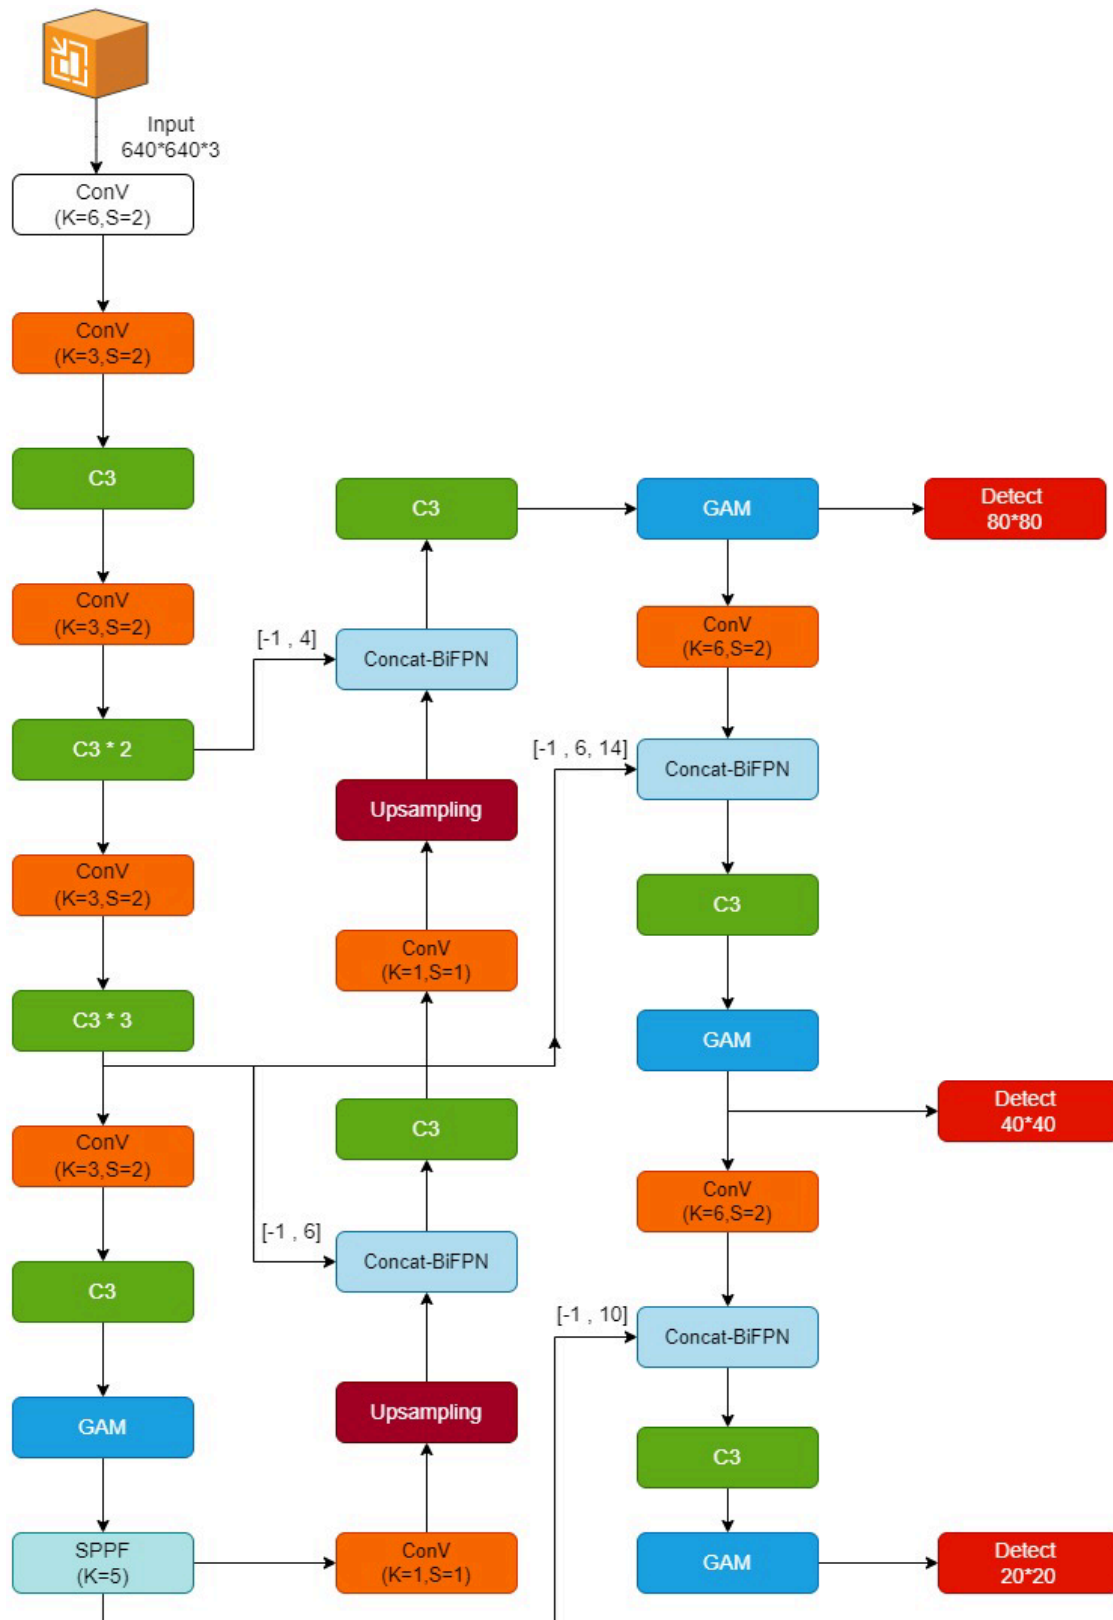 Input
640*640*3
ConV
(K=6,S=2)
ConV
(K=3,S=2)
C3
ConV
(K=3,S=2)
C3 * 2
ConV
(K=3,S=2)
C3 * 3
ConV
(K=3,S=2)
C3
GAM
SPPF
(K=5)
C3
[-1 , 4]
Concat-BiFPN
Upsampling
ConV
(K=1,S=1)
C3
[-1 , 6]
Concat-BiFPN
Upsampling
ConV
(K=1,S=1)
GAM
ConV
(K=6,S=2)
[-1 , 6, 14]
Concat-BiFPN
C3
GAM
ConV
(K=6,S=2)
[-1 , 10]
Concat-BiFPN
C3
GAM
Detect
80*80
Detect
40*40
Detect
20*20